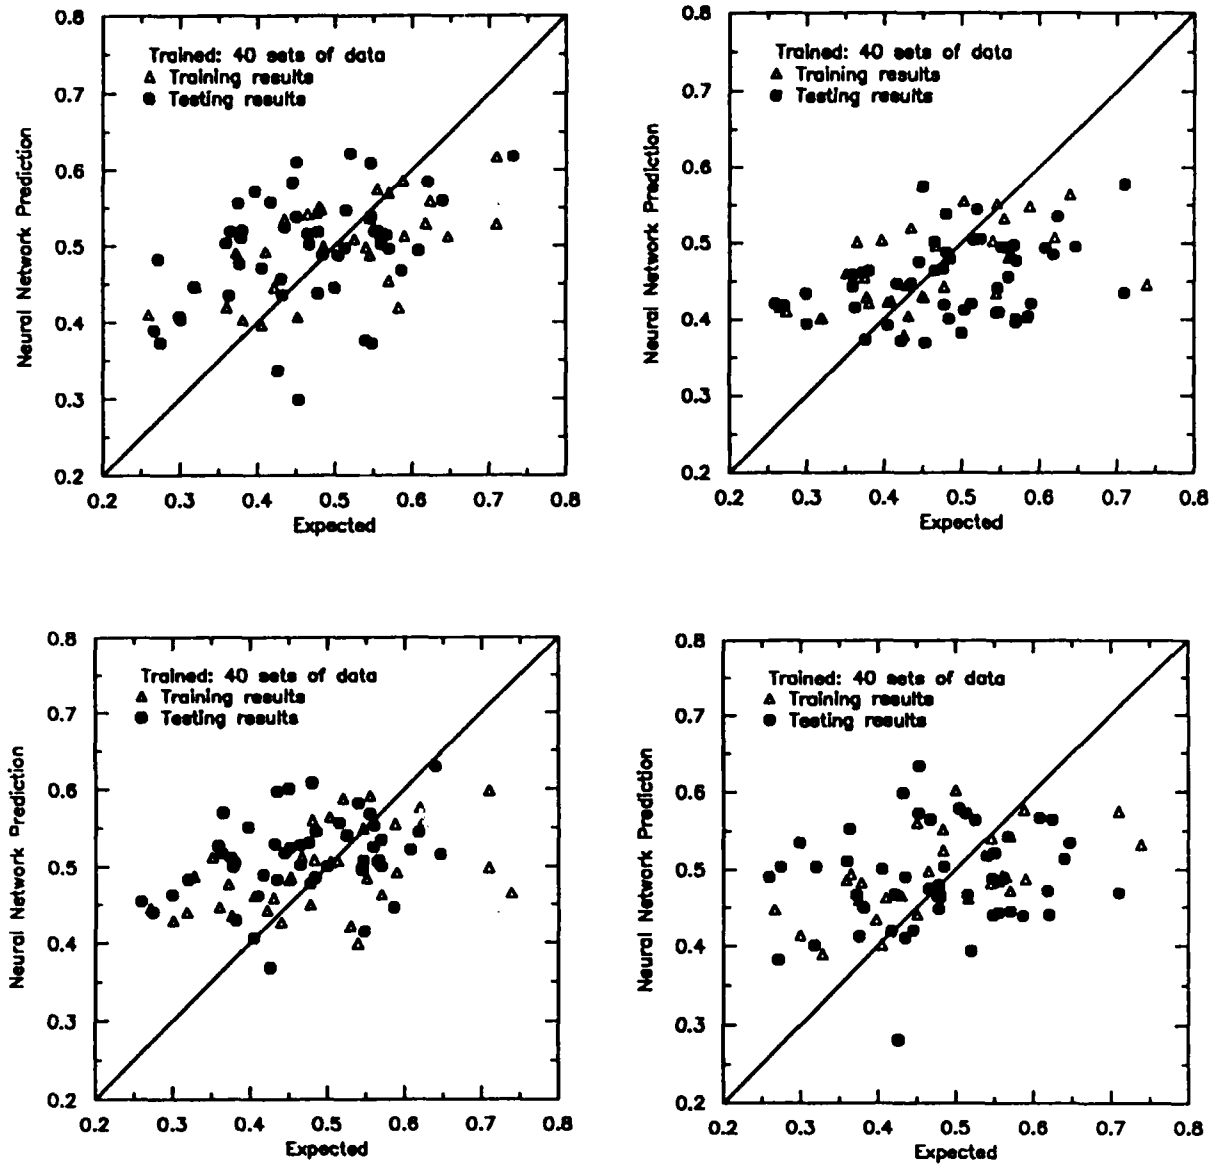 0.8
Trained: 40 sets of data
Training results
Testing results
0.7
0.6
0.5
0.4
0.3
0.2
Neural Network Prediction
0.2 0.3 0.4 0.5 0.6 0.7 0.8
Expected
0.8
Trained: 40 sets of data
Training results
Testing results
0.7
0.6
0.5
0.4
0.3
0.2
Neural Network Prediction
0.2 0.3 0.4 0.5 0.6 0.7 0.8
Expected
0.8
Trained: 40 sets of data
Training results
Testing results
0.7
0.6
0.5
0.4
0.3
0.2
Neural Network Prediction
0.2 0.3 0.4 0.5 0.6 0.7 0.8
Expected
0.8
Trained: 40 sets of data
Training results
Testing results
0.7
0.6
0.5
0.4
0.3
0.2
Neural Network Prediction
0.2 0.3 0.4 0.5 0.6 0.7 0.8
Expected